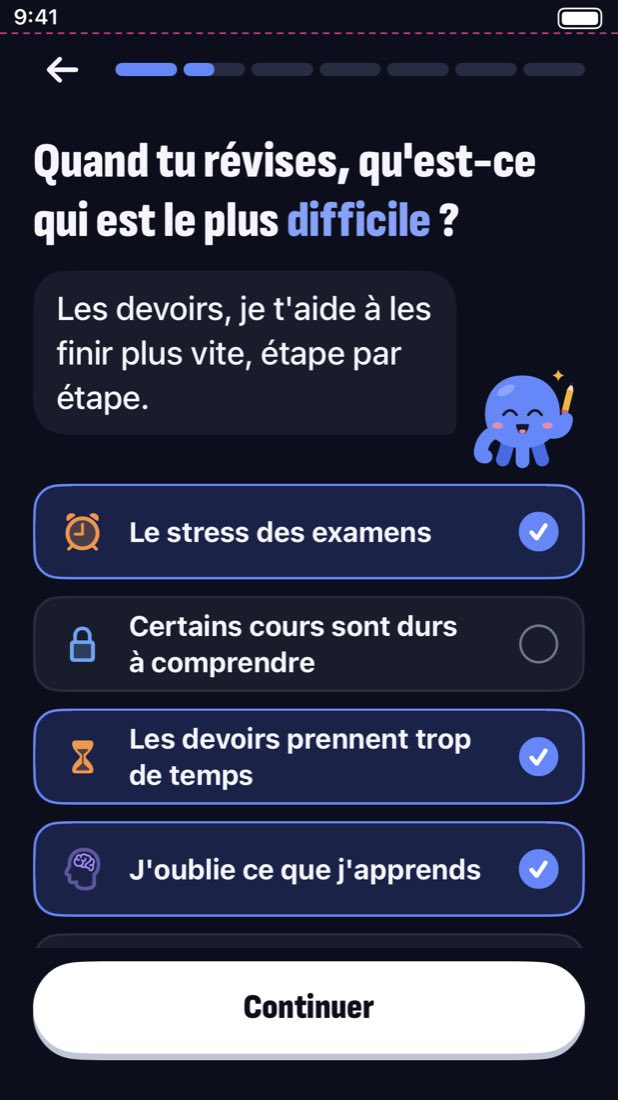 9:41
Quand tu révises, qu'est-ce
qui est le plus difficile ?
Les devoirs, je t'aide à les
finir plus vite, étape par
étape.
Le stress des examens
Certains cours sont durs
à comprendre
Les devoirs prennent trop
de temps
J'oublie ce que j'apprends
Continuer